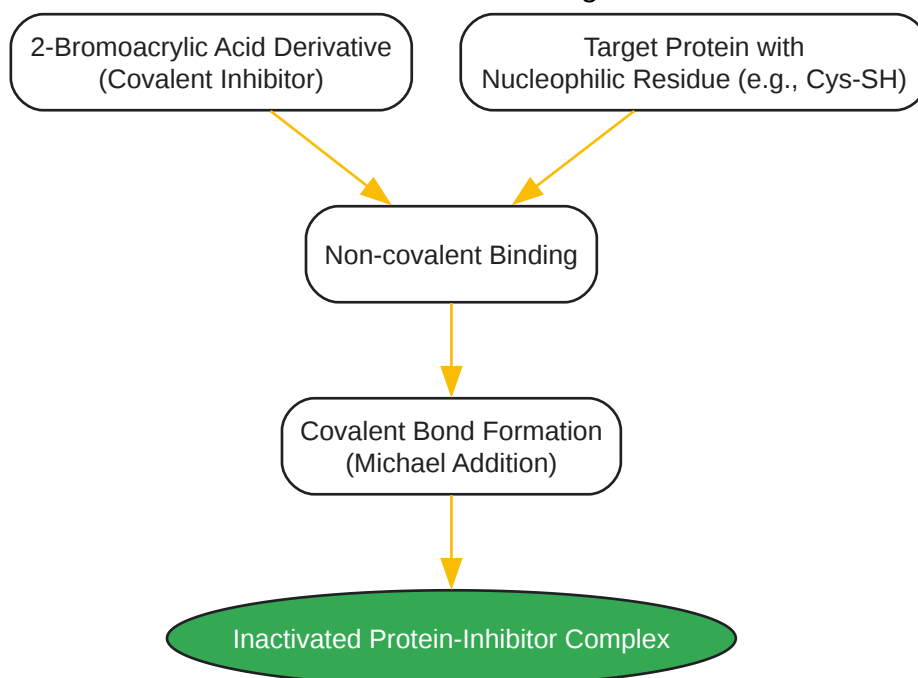 2-Bromoacrylic Acid Derivative
(Covalent Inhibitor)
Target Protein with
Nucleophilic Residue (e.g., Cys-SH)
Non-covalent Binding
Covalent Bond Formation
(Michael Addition)
Inactivated Protein-Inhibitor Complex